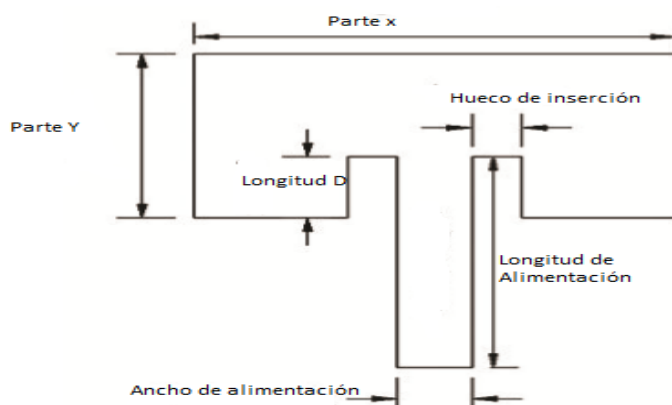 Parte x
Hueco de inserción
Parte Y
Longitud D
Longitud de
Alimentación
Ancho de alimentación